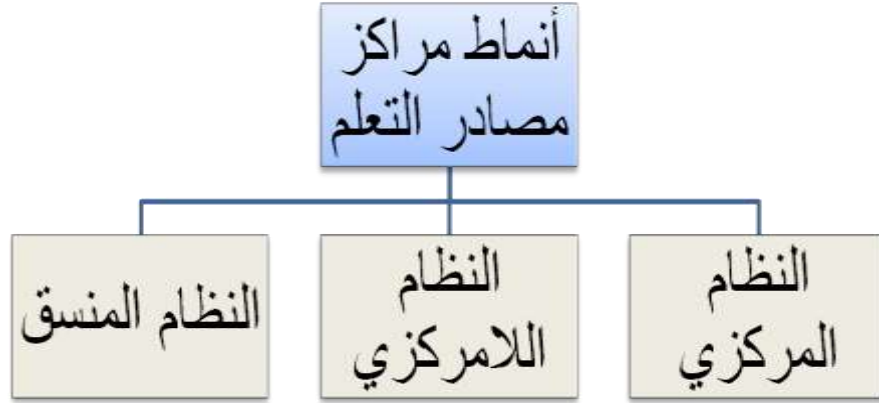 أنماط مراكز
مصادر التعلم
النظام
المركزي
النظام
اللامركزي
النظام المنسق